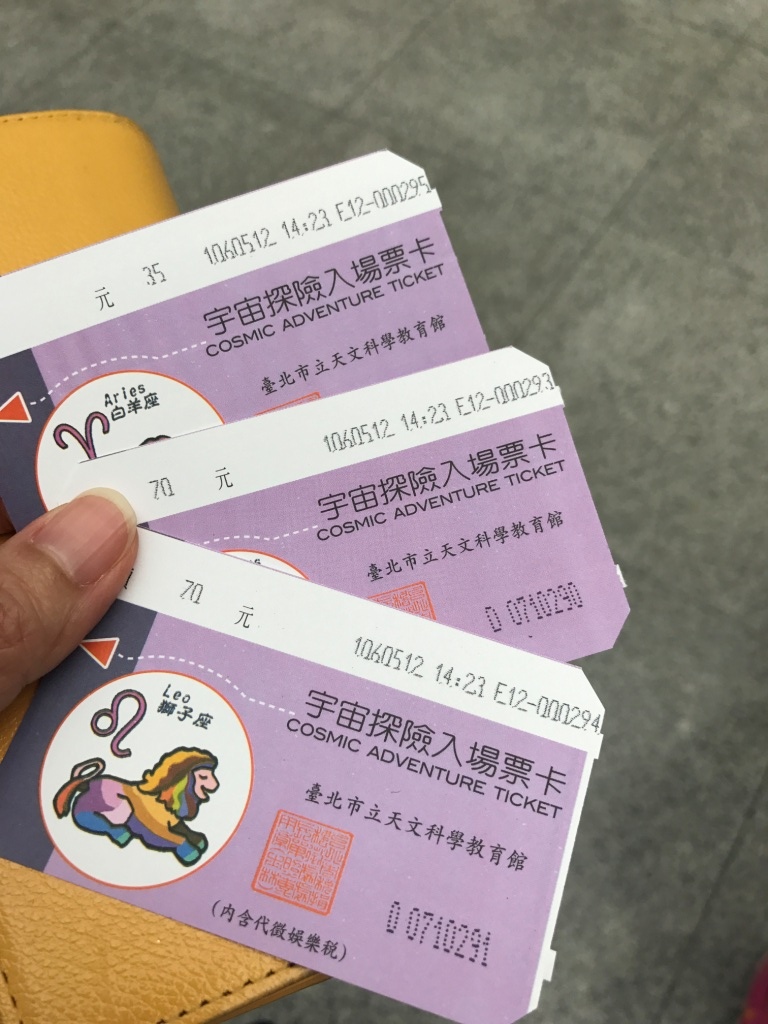 元 35 1060512 14:23 E12-000295
宇宙探險入場票卡
COSMIC ADVENTURE TICKET
臺北市立天文科學教育館
Aries
白羊座
70 元 1060512 14:23 E12-000293
宇宙探險入場票卡
COSMIC ADVENTURE TICKET
臺北市立天文科學教育館
0 0710290
70 元 1060512 14:23 E12-000294
宇宙探險入場票卡
COSMIC ADVENTURE TICKET
Leo
獅子座
臺北市立天文科學教育館
0 0710291
(內含代徵娛樂稅)